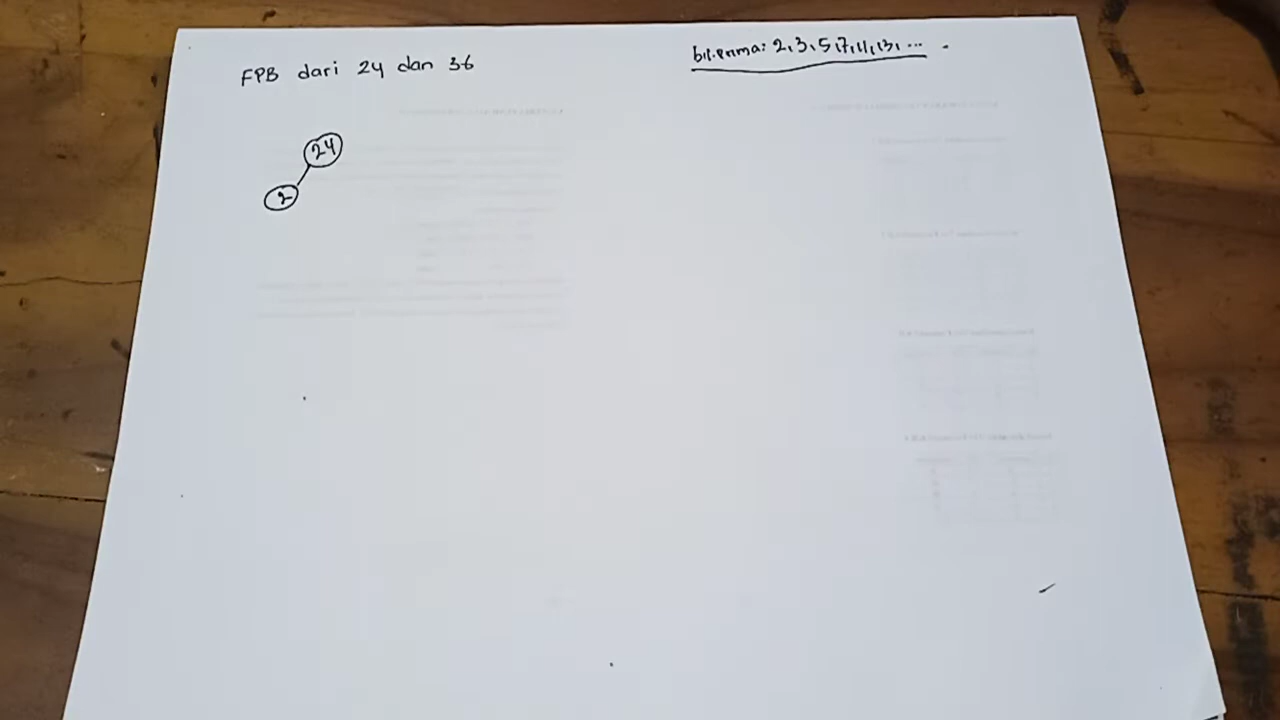 FPB dari 24 dan 36
bil.prima: 2, 3, 5, 7, 11, 13, ...
24
2